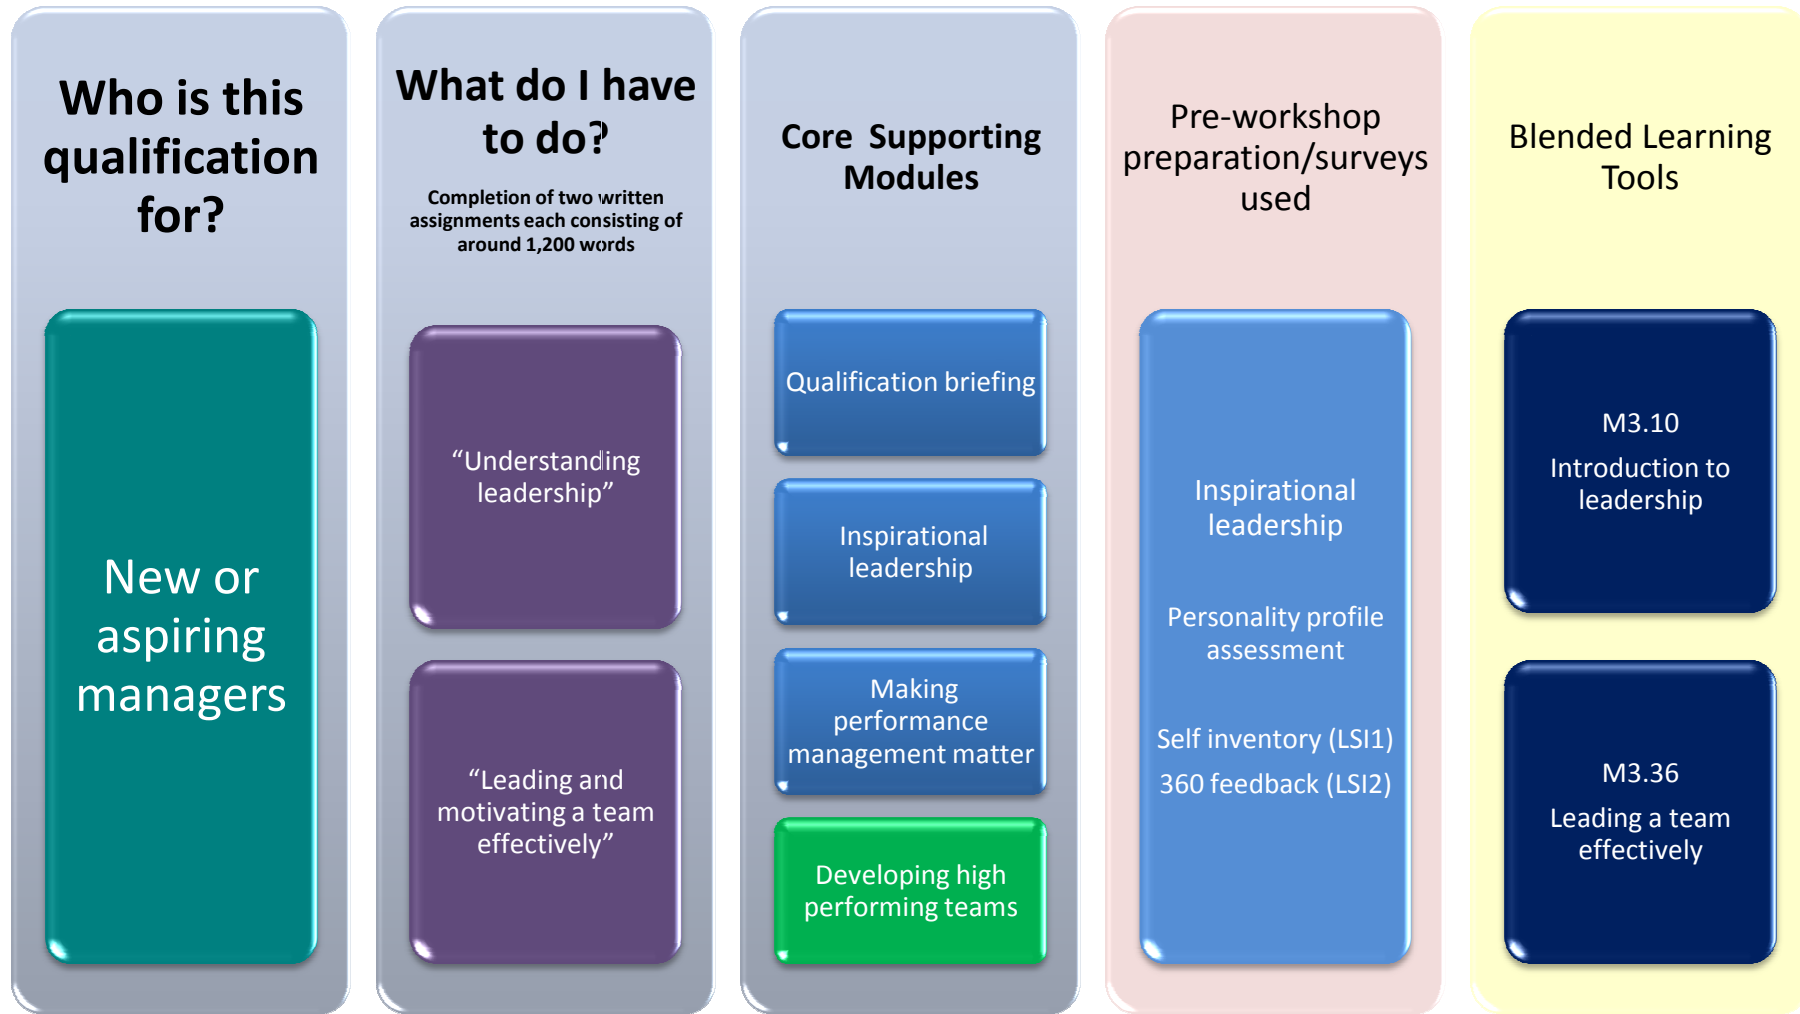 Who is this
qualification
for?
New or
aspiring
managers
What do I have
to do?
Completion of two written
assignments each consisting of
around 1,200 words
“Understanding
leadership”
“Leading and
motivating a team
effectively”
Core  Supporting
Modules
Qualification briefing
Inspirational
leadership
Making
performance
management matter
Developing high
performing teams
Pre-workshop
preparation/surveys
used
Inspirational
leadership
Personality profile
assessment
Self inventory (LSI1)
360 feedback (LSI2)
Blended Learning
Tools
M3.10
Introduction to
leadership
M3.36
Leading a team
effectively